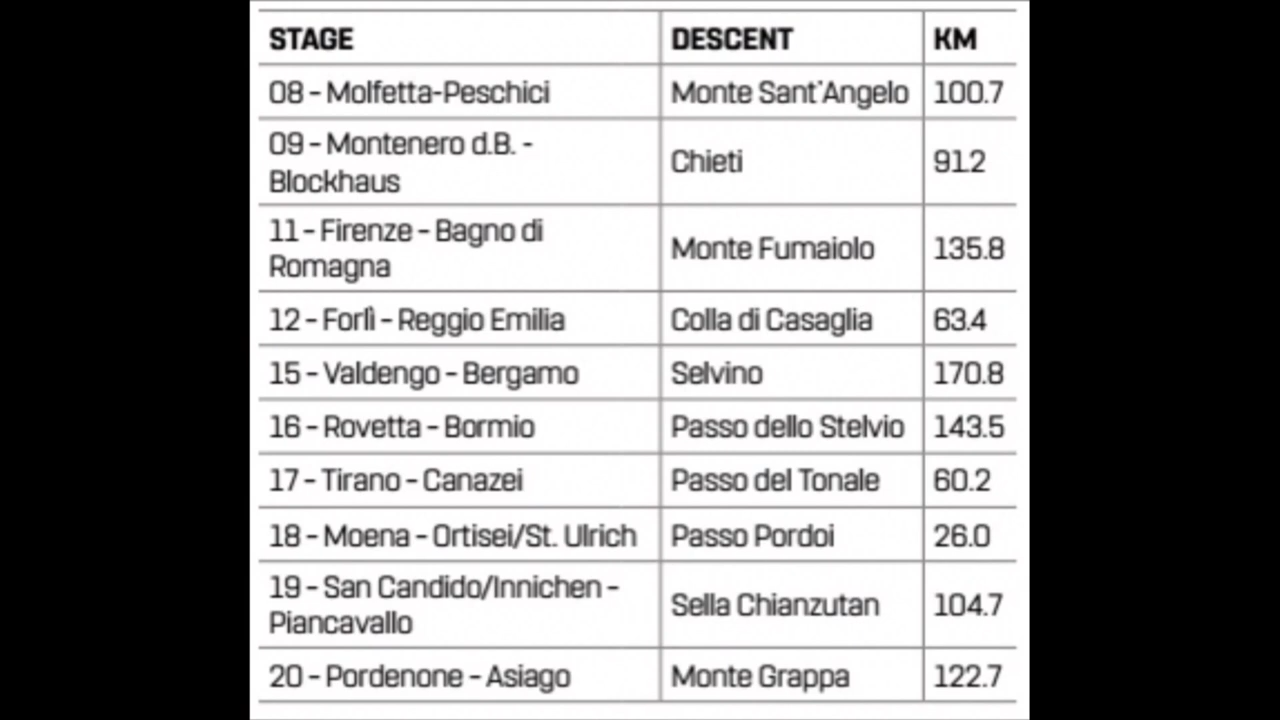 STAGE DESCENT KM
08 – Molfetta-Peschici Monte Sant'Angelo 100.7
09 – Montenero d.B. -
Blockhaus Chieti 91.2
11 – Firenze – Bagno di
Romagna Monte Fumaiolo 135.8
12 – Forlì – Reggio Emilia Colla di Casaglia 63.4
15 – Valdengo – Bergamo Selvino 170.8
16 – Rovetta – Bormio Passo dello Stelvio 143.5
17 – Tirano – Canazei Passo del Tonale 60.2
18 – Moena – Ortisei/St. Ulrich Passo Pordoi 26.0
19 – San Candido/Innichen –
Piancavallo Sella Chianzutan 104.7
20 – Pordenone – Asiago Monte Grappa 122.7